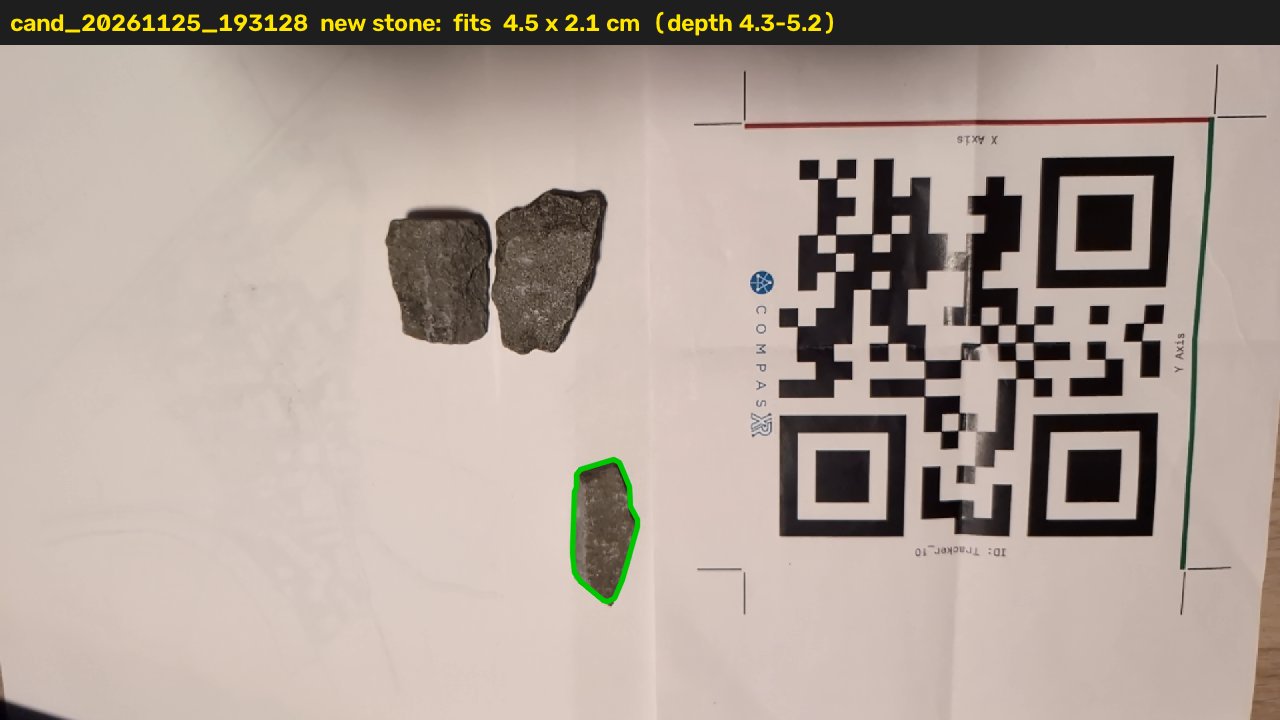 cand_20261125_193128 new stone: fits 4.5 x 2.1 cm (depth 4.3-5.2)
X Axis
COMPAS XR
Y Axis
ID: Tracker_10